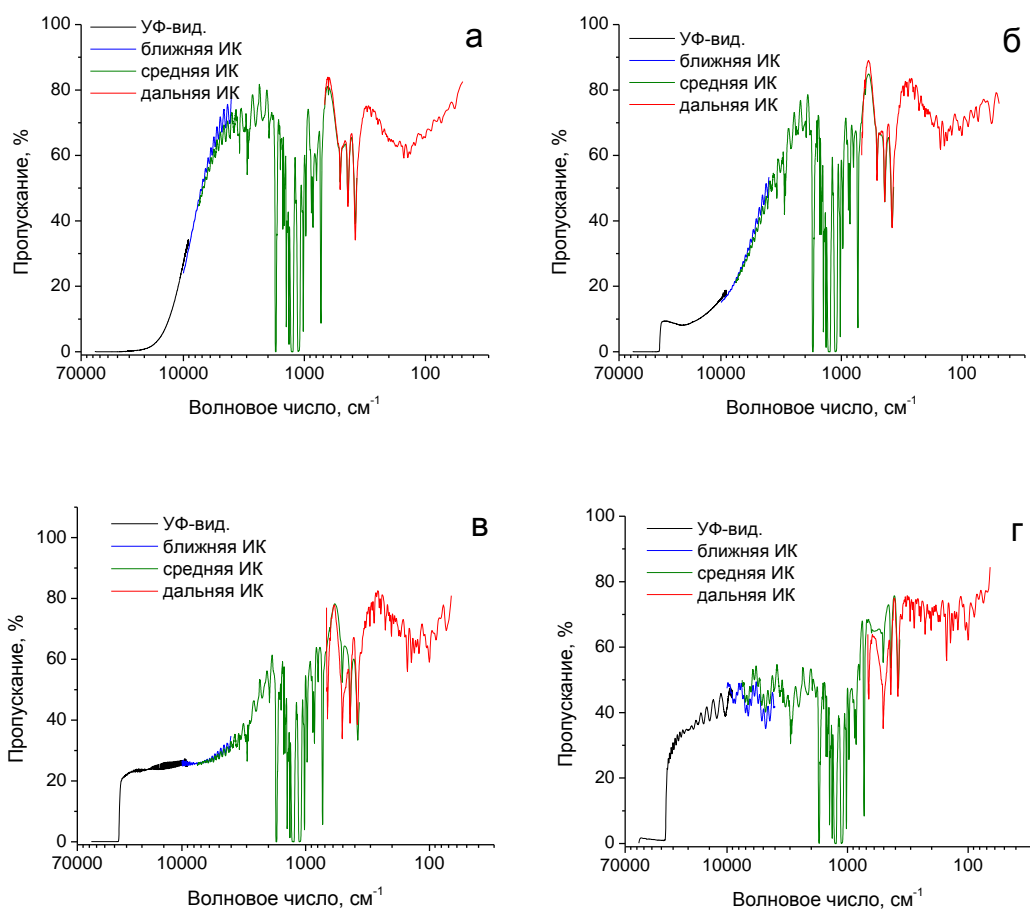 а
УФ-вид.
ближняя ИК
средняя ИК
дальняя ИК
Пропускание, %
100
80
60
40
20
0
70000 10000 1000 100
Волновое число, см⁻¹
б
УФ-вид.
ближняя ИК
средняя ИК
дальняя ИК
Пропускание, %
100
80
60
40
20
0
70000 10000 1000 100
Волновое число, см⁻¹
в
УФ-вид.
ближняя ИК
средняя ИК
дальняя ИК
Пропускание, %
100
80
60
40
20
0
70000 10000 1000 100
Волновое число, см⁻¹
г
УФ-вид.
ближняя ИК
средняя ИК
дальняя ИК
Пропускание, %
100
80
60
40
20
0
70000 10000 1000 100
Волновое число, см⁻¹